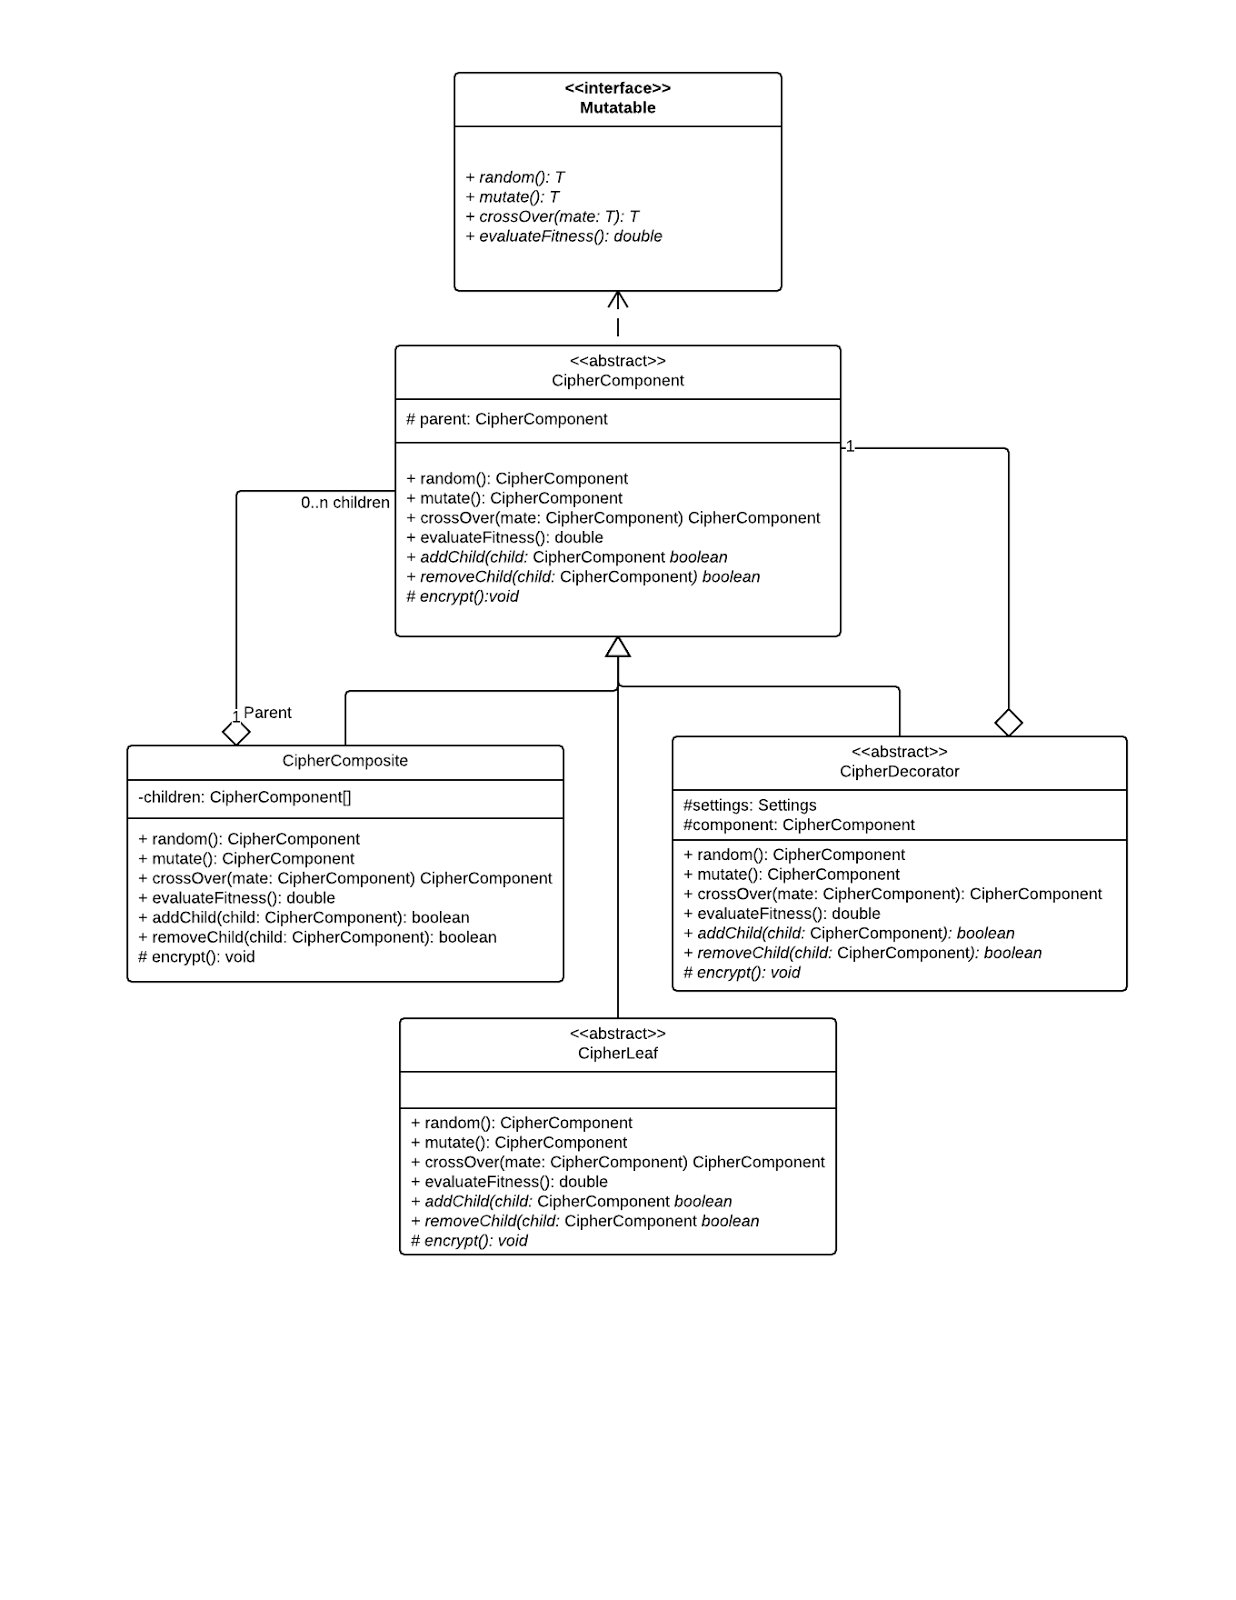 <<interface>>
Mutatable
+ random(): T
+ mutate(): T
+ crossOver(mate: T): T
+ evaluateFitness(): double
<<abstract>>
CipherComponent
# parent: CipherComponent
+ random(): CipherComponent
+ mutate(): CipherComponent
+ crossOver(mate: CipherComponent) CipherComponent
+ evaluateFitness(): double
+ addChild(child: CipherComponent boolean
+ removeChild(child: CipherComponent) boolean
# encrypt():void
1
0..n children
1
Parent
CipherComposite
-children: CipherComponent[]
+ random(): CipherComponent
+ mutate(): CipherComponent
+ crossOver(mate: CipherComponent) CipherComponent
+ evaluateFitness(): double
+ addChild(child: CipherComponent): boolean
+ removeChild(child: CipherComponent): boolean
# encrypt(): void
<<abstract>>
CipherDecorator
#settings: Settings
#component: CipherComponent
+ random(): CipherComponent
+ mutate(): CipherComponent
+ crossOver(mate: CipherComponent): CipherComponent
+ evaluateFitness(): double
+ addChild(child: CipherComponent): boolean
+ removeChild(child: CipherComponent): boolean
# encrypt(): void
<<abstract>>
CipherLeaf
+ random(): CipherComponent
+ mutate(): CipherComponent
+ crossOver(mate: CipherComponent) CipherComponent
+ evaluateFitness(): double
+ addChild(child: CipherComponent boolean
+ removeChild(child: CipherComponent boolean
# encrypt(): void